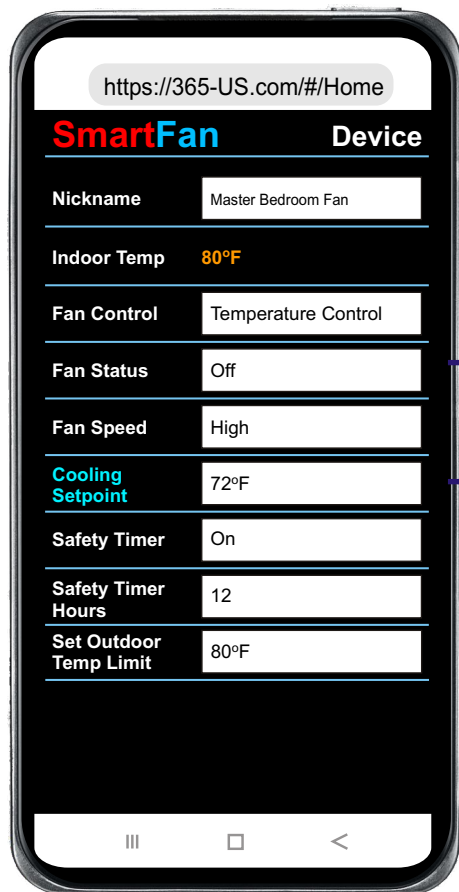 https://365-US.com/#/Home
SmartFan Device
Nickname Master Bedroom Fan
Indoor Temp 80ºF
Fan Control Temperature Control
Fan Status Off
Fan Speed High
Cooling
Setpoint 72ºF
Safety Timer On
Safety Timer
Hours 12
Set Outdoor
Temp Limit 80ºF